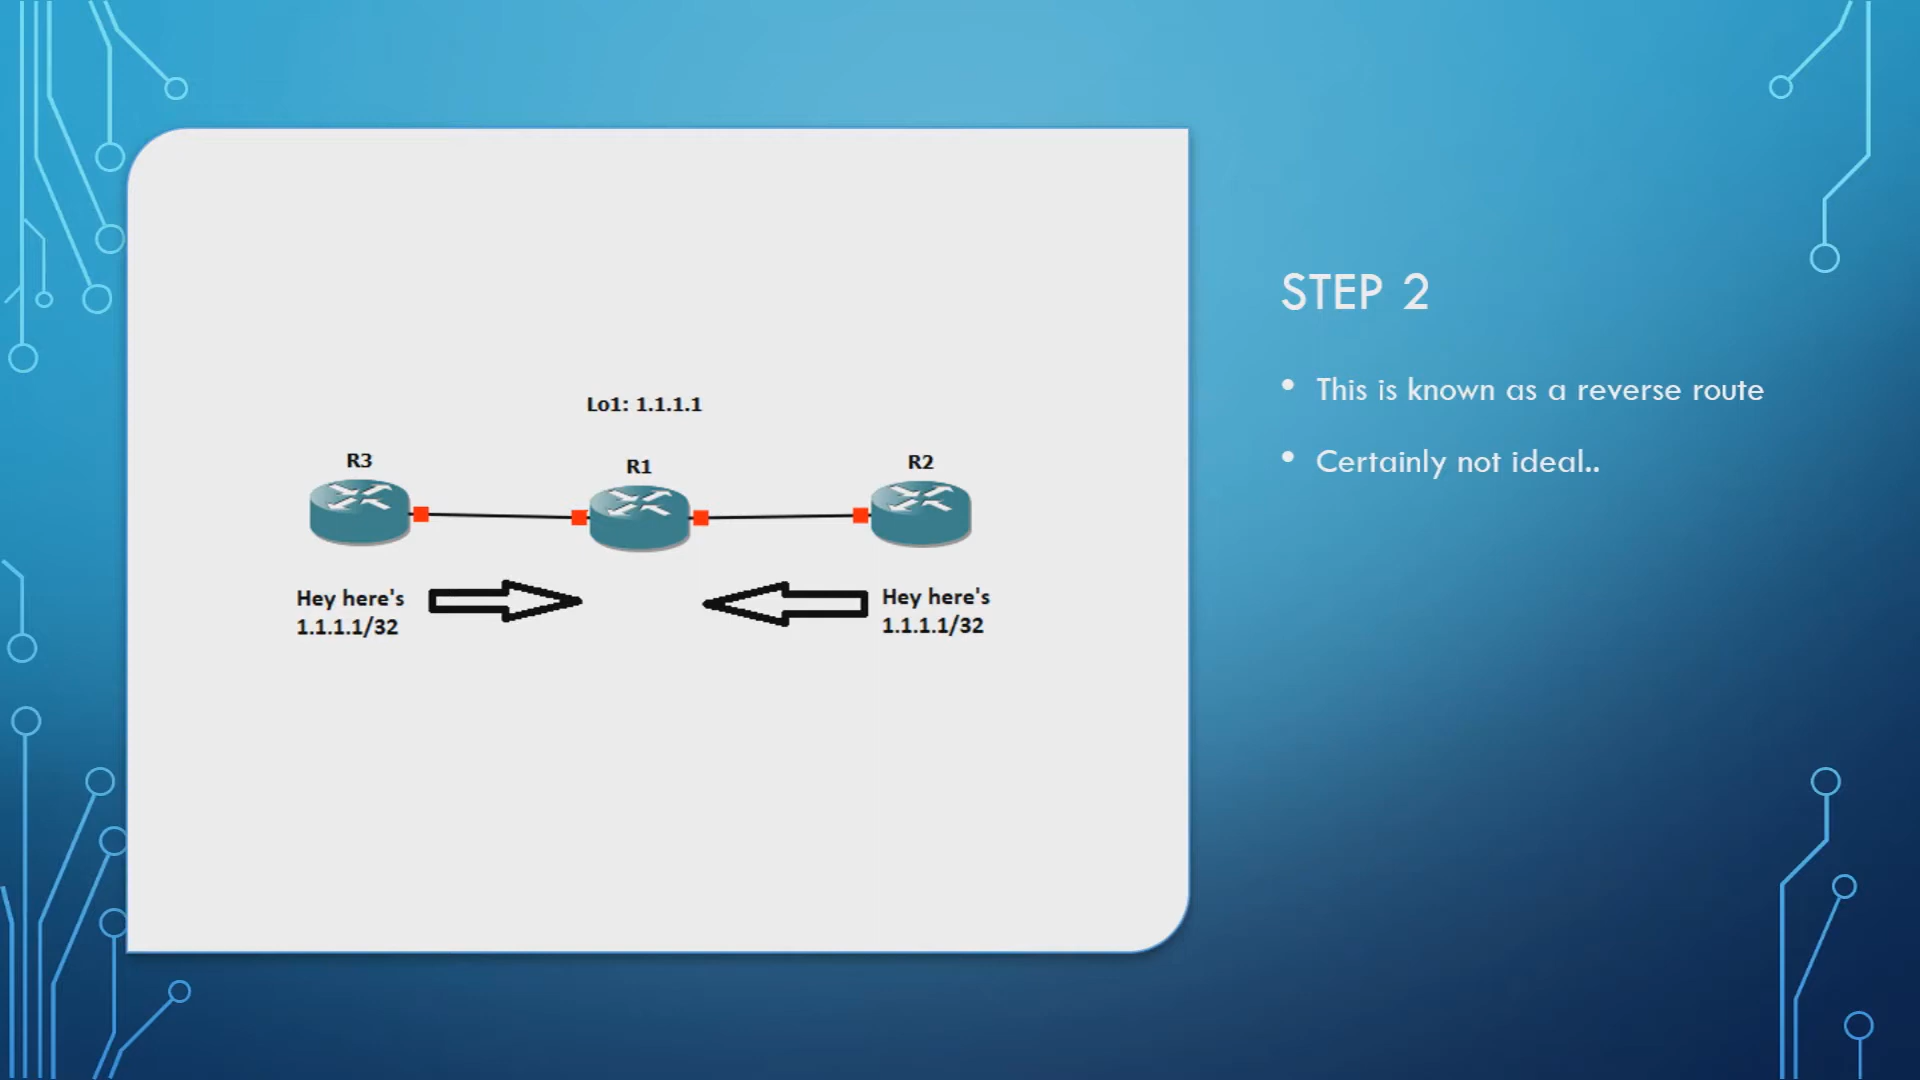 Lo1: 1.1.1.1
R3
R1
R2
Hey here's
1.1.1.1/32
Hey here's
1.1.1.1/32
STEP 2
• This is known as a reverse route
• Certainly not ideal..